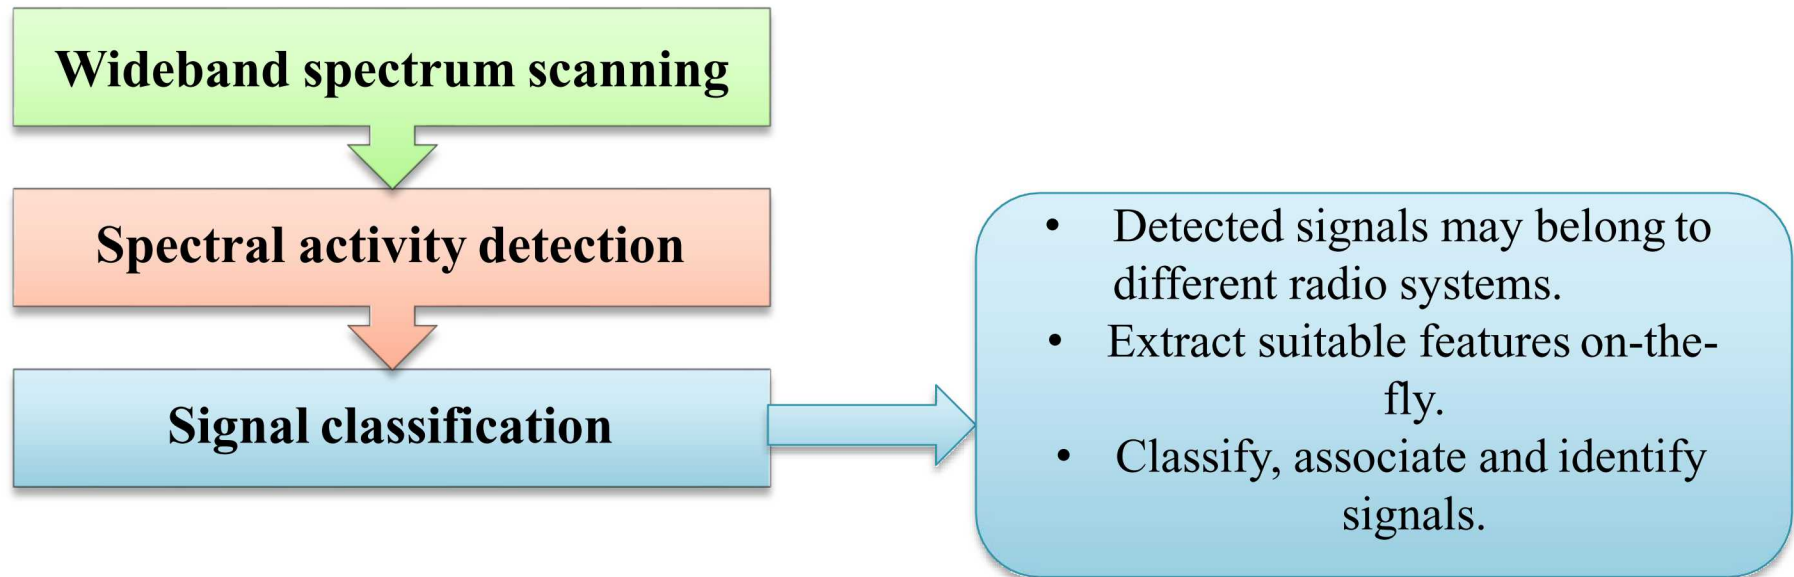 Wideband spectrum scanning
Spectral activity detection
Signal classification
• Detected signals may belong to
different radio systems.
• Extract suitable features on-the-
fly.
• Classify, associate and identify
signals.